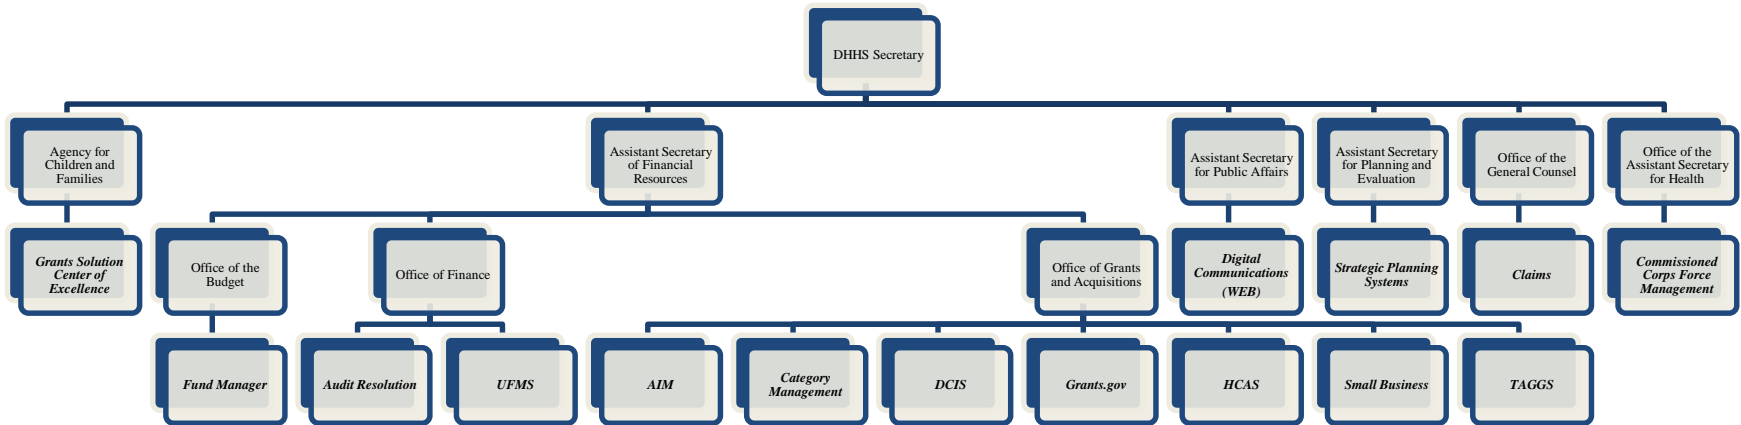 DHHS Secretary
Agency for
Children and
Families
Assistant Secretary
of Financial
Resources
Assistant Secretary
for Public Affairs
Assistant Secretary
for Planning and
Evaluation
Office of the
General Counsel
Office of the
Assistant Secretary
for Health
Grants Solution
Center of
Excellence
Office of the
Budget
Office of Finance
Office of Grants
and Acquisitions
Digital
Communications
(WEB)
Strategic Planning
Systems
Claims
Commissioned
Corps Force
Management
Fund Manager
Audit Resolution
UFMS
AIM
Category
Management
DCIS
Grants.gov
HCAS
Small Business
TAGGS